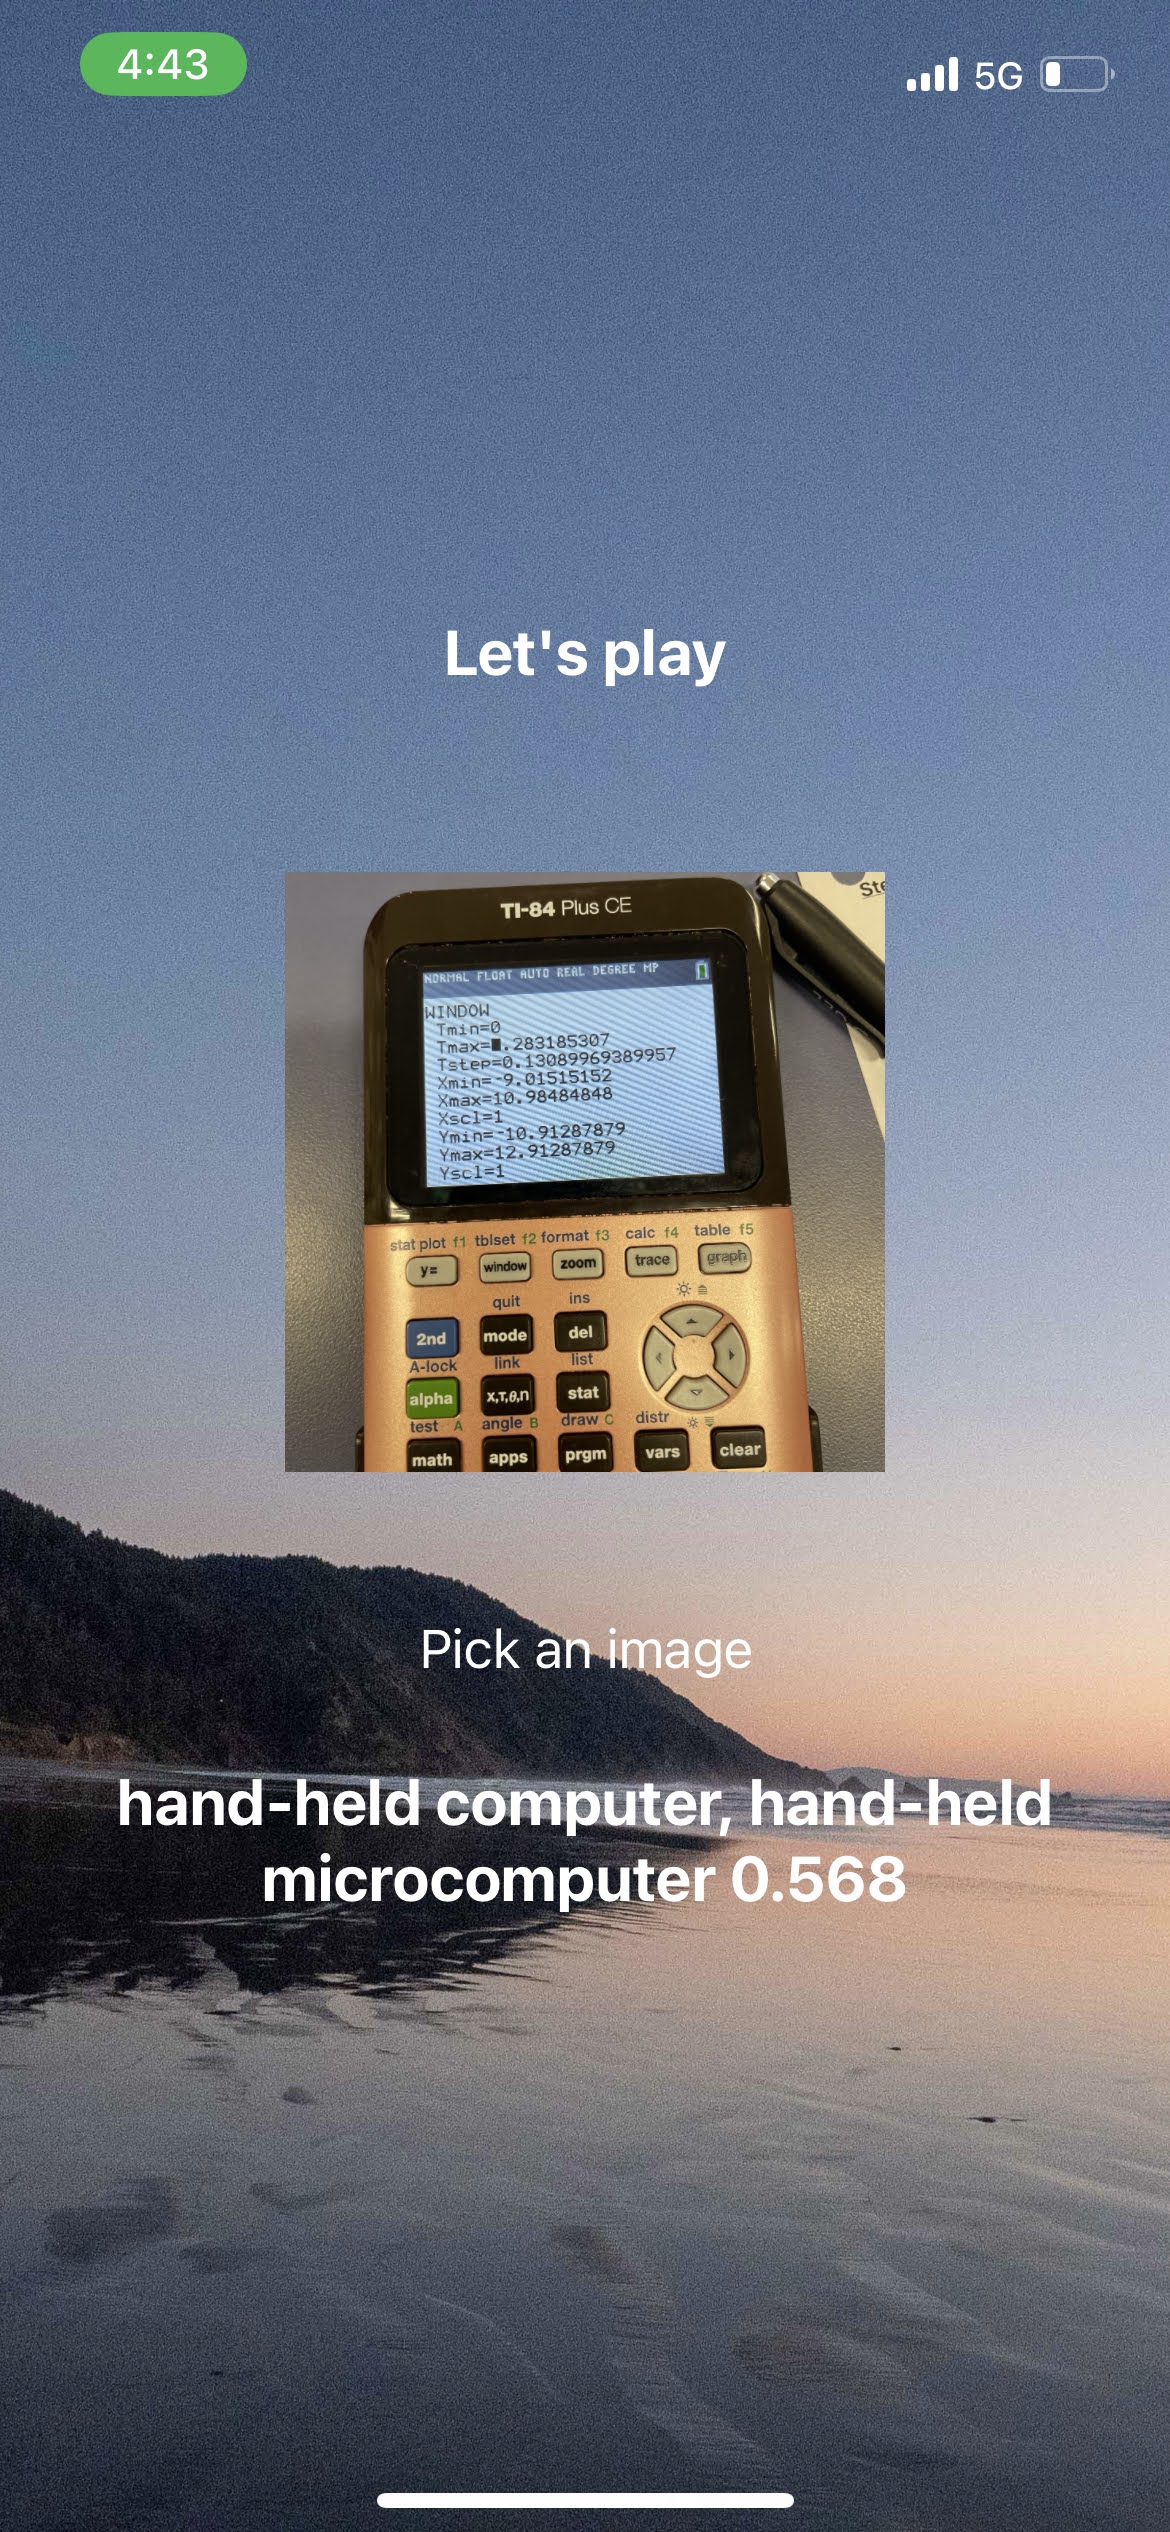 4:43
5G
Let's play
Ste
TI-84 Plus CE
NORMAL FLOAT AUTO REAL DEGREE MP
WINDOW
Tmin=0
Tmax=█.283185307
Tstep=0.13089969389957
Xmin=-9.01515152
Xmax=10.98484848
Xscl=1
Ymin=-10.91287879
Ymax=12.91287879
Yscl=1
stat plot f1 tblset f2 format f3 calc f4 table f5
y= window zoom trace graph
quit ins
2nd mode del
A-lock link list
alpha X,T,θ,n stat
test A angle B draw C distr
math apps prgm vars clear
Pick an image
hand-held computer, hand-held
microcomputer 0.568